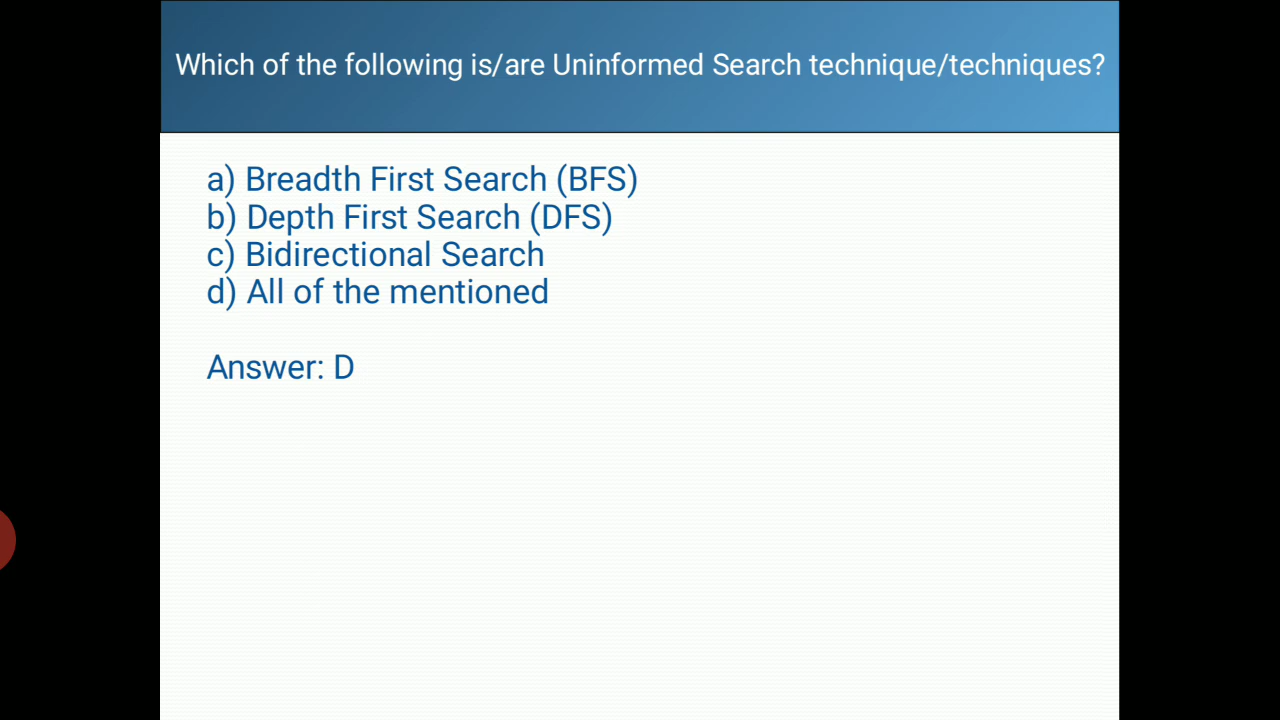 Which of the following is/are Uninformed Search technique/techniques?
a) Breadth First Search (BFS)
b) Depth First Search (DFS)
c) Bidirectional Search
d) All of the mentioned
Answer: D